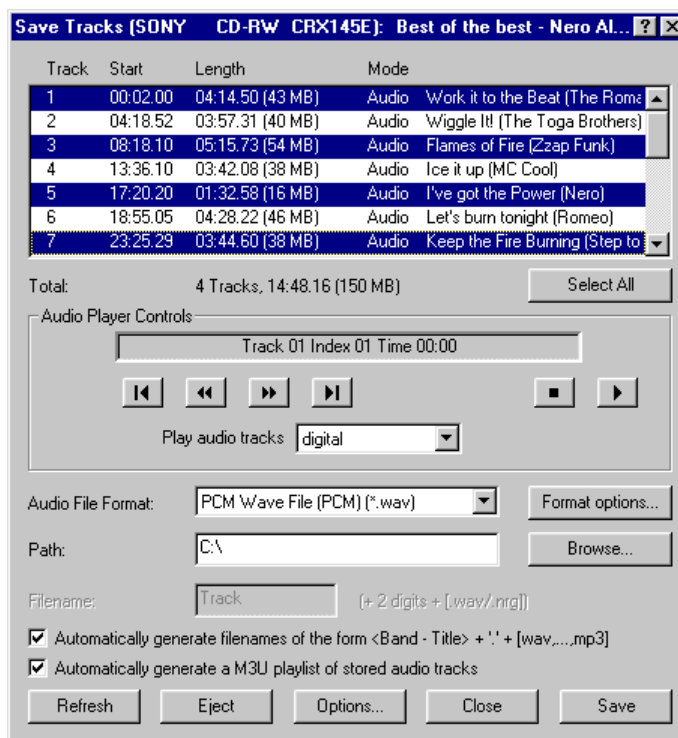 Save Tracks (SONY CD-RW CRX145E): Best of the best - Nero Al...
Track Start Length Mode
1 00:02.00 04:14.50 (43 MB) Audio Work it to the Beat (The Roma
2 04:18.52 03:57.31 (40 MB) Audio Wiggle It! (The Toga Brothers)
3 08:18.10 05:15.73 (54 MB) Audio Flames of Fire (Zzap Funk)
4 13:36.10 03:42.08 (38 MB) Audio Ice it up (MC Cool)
5 17:20.20 01:32.58 (16 MB) Audio I've got the Power (Nero)
6 18:55.05 04:28.22 (46 MB) Audio Let's burn tonight (Romeo)
7 23:25.29 03:44.60 (38 MB) Audio Keep the Fire Burning (Step to
Total: 4 Tracks, 14:48.16 (150 MB) Select All
Audio Player Controls
Track 01 Index 01 Time 00:00
Play audio tracks digital
Audio File Format: PCM Wave File (PCM) (*.wav) Format options...
Path: C:\ Browse...
Filename: Track (+ 2 digits + [.wav/.nrg])
Automatically generate filenames of the form <Band - Title> + '.' + [wav,...,mp3]
Automatically generate a M3U playlist of stored audio tracks
Refresh Eject Options... Close Save